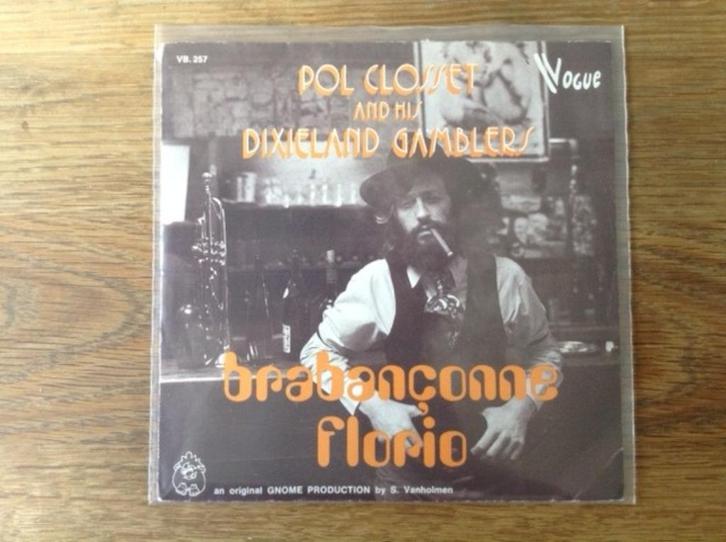 VB. 257
POL CLOSSET
AND HIS
DIXIELAND GAMBLERS
VOGUE
brabançonne
florio
an original GNOME PRODUCTION by S. Vanholmen